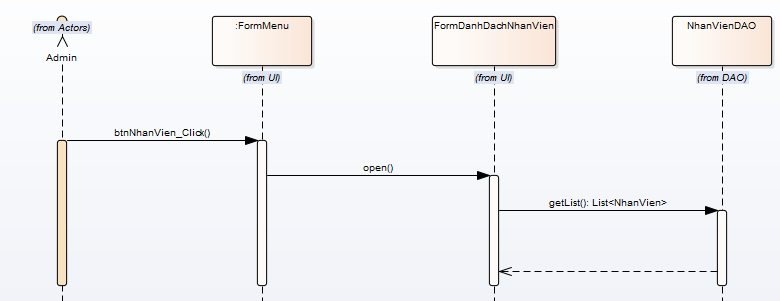 (from Actors)
Admin
:FormMenu
(from UI)
FormDanhDachNhanVien
(from UI)
NhanVienDAO
(from DAO)
btnNhanVien_Click()
open()
getList(): List<NhanVien>